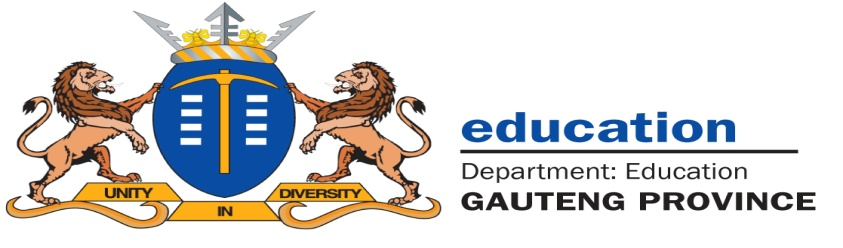 UNITY IN DIVERSITY
education
Department: Education
GAUTENG PROVINCE